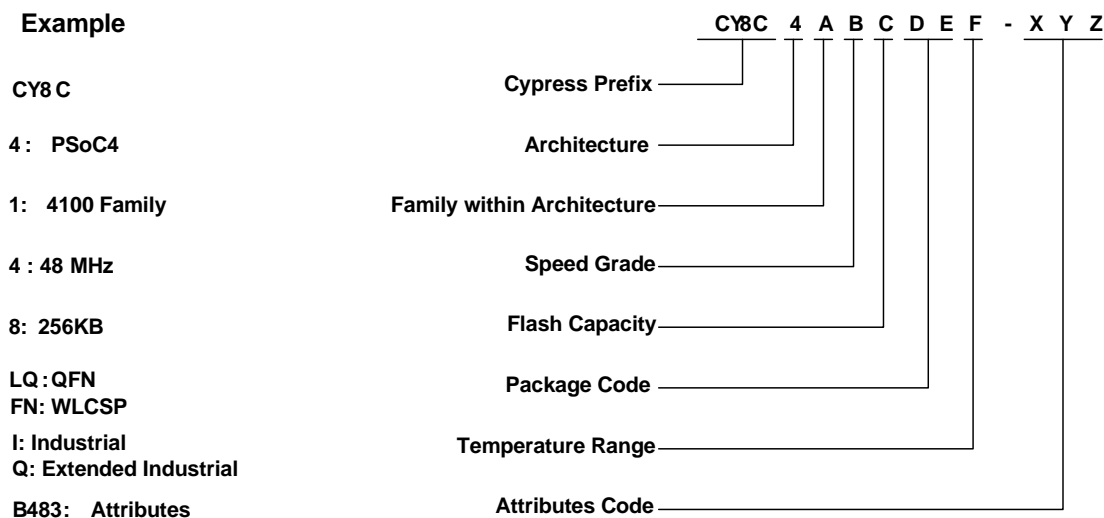 Example CY8C 4 A B C D E F - X Y Z
CY8 C Cypress Prefix
4 : PSoC4 Architecture
1: 4100 Family Family within Architecture
4 : 48 MHz Speed Grade
8: 256KB Flash Capacity
LQ : QFN Package Code
FN: WLCSP
I: Industrial Temperature Range
Q: Extended Industrial
B483: Attributes Attributes Code